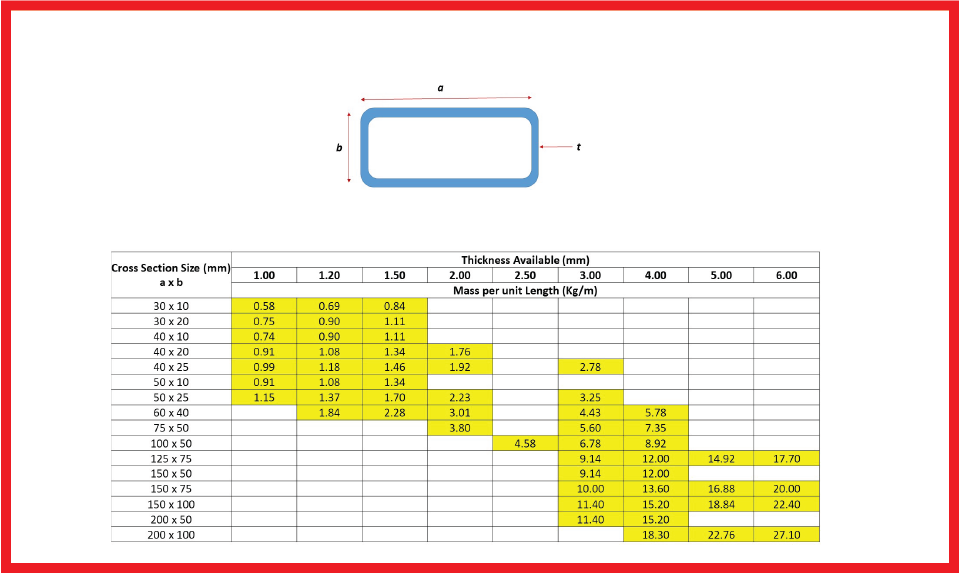 a
b
t
Cross Section Size (mm)
a x b
Thickness Available (mm)
1.00 1.20 1.50 2.00 2.50 3.00 4.00 5.00 6.00
Mass per unit Length (Kg/m)
30 x 10 0.58 0.69 0.84
30 x 20 0.75 0.90 1.11
40 x 10 0.74 0.90 1.11
40 x 20 0.91 1.08 1.34 1.76
40 x 25 0.99 1.18 1.46 1.92 2.78
50 x 10 0.91 1.08 1.34
50 x 25 1.15 1.37 1.70 2.23 3.25
60 x 40 1.84 2.28 3.01 4.43 5.78
75 x 50 3.80 5.60 7.35
100 x 50 4.58 6.78 8.92
125 x 75 9.14 12.00 14.92 17.70
150 x 50 9.14 12.00
150 x 75 10.00 13.60 16.88 20.00
150 x 100 11.40 15.20 18.84 22.40
200 x 50 11.40 15.20
200 x 100 18.30 22.76 27.10